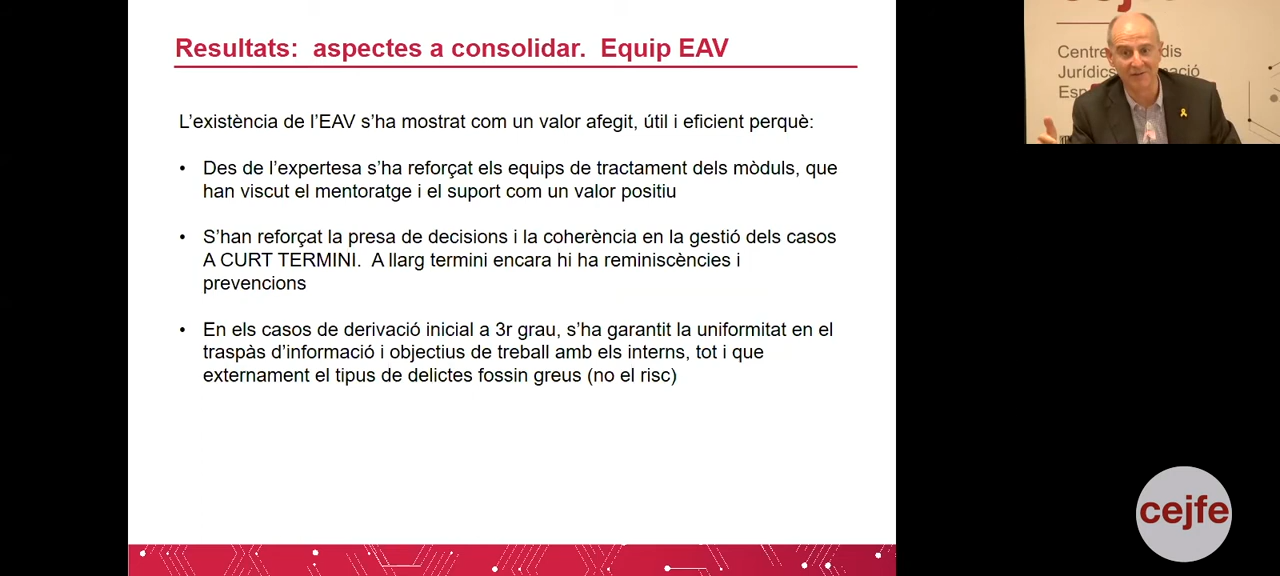 Resultats: aspectes a consolidar. Equip EAV
L'existència de l'EAV s'ha mostrat com un valor afegit, útil i eficient perquè:
• Des de l'expertesa s'ha reforçat els equips de tractament dels mòduls, que
han viscut el mentoratge i el suport com un valor positiu
• S'han reforçat la presa de decisions i la coherència en la gestió dels casos
A CURT TERMINI. A llarg termini encara hi ha reminiscències i
prevencions
• En els casos de derivació inicial a 3r grau, s'ha garantit la uniformitat en el
traspàs d'informació i objectius de treball amb els interns, tot i que
externament el tipus de delictes fossin greus (no el risc)
cejfe
Centre
Jurídics
cejfe